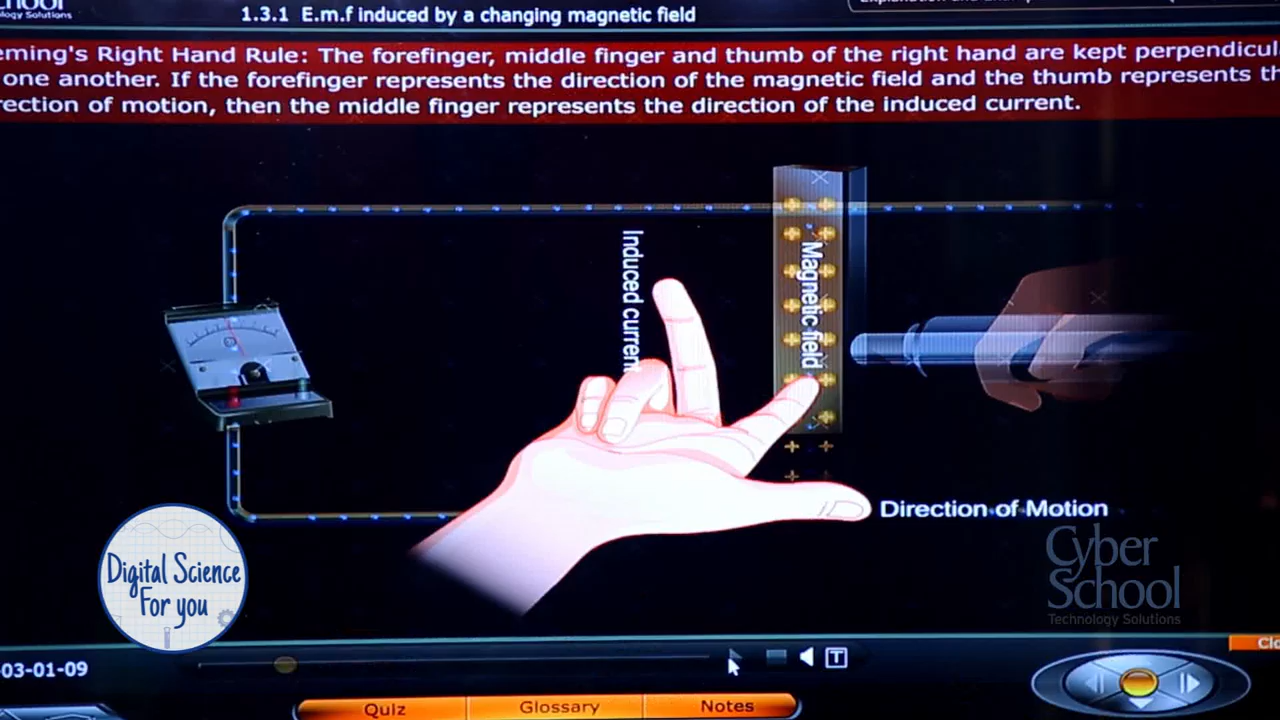 1.3.1 E.m.f induced by a changing magnetic field
Technology Solutions
eming's Right Hand Rule: The forefinger, middle finger and thumb of the right hand are kept perpendicul
one another. If the forefinger represents the direction of the magnetic field and the thumb represents th
rection of motion, then the middle finger represents the direction of the induced current.
Induced current
Magnetic field
Direction of Motion
Digital Science
For you
Cyber
School
Technology Solutions
-03-01-09
T
Clo
Quiz
Glossary
Notes